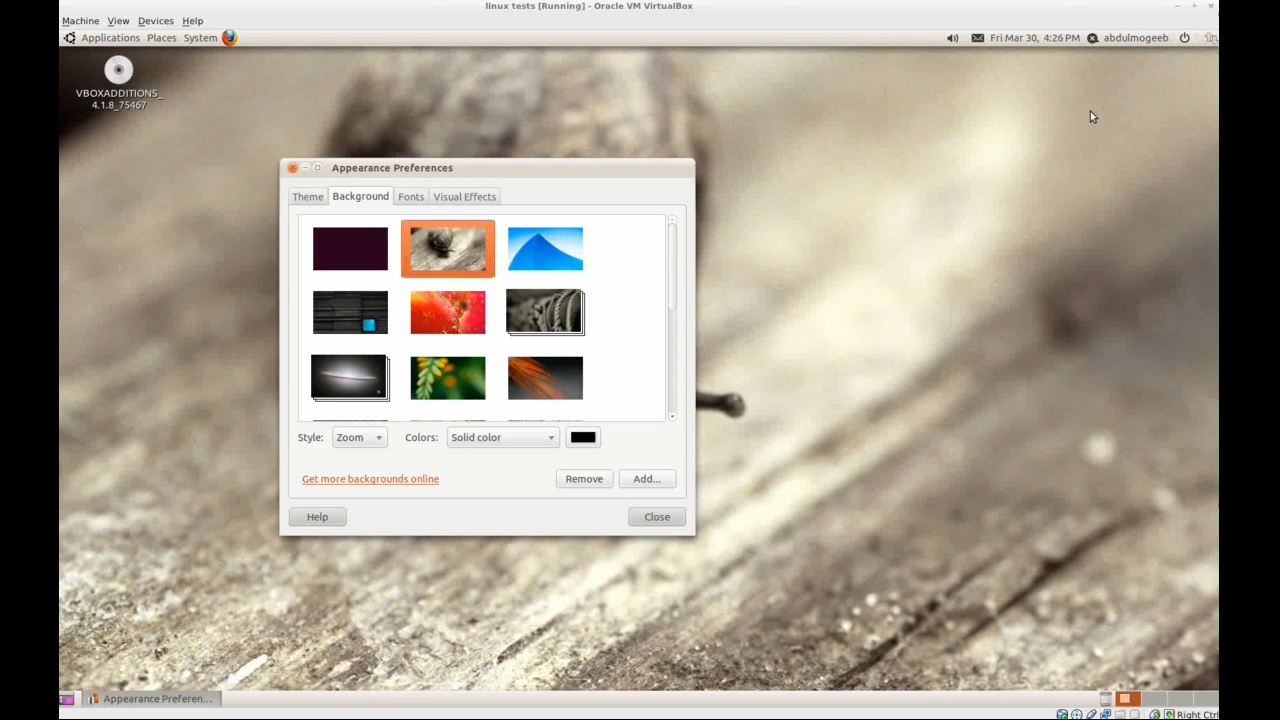 linux tests [Running] - Oracle VM VirtualBox
Machine View Devices Help
Applications Places System
Fri Mar 30, 4:26 PM abdulmogeeb
VBOXADDITIONS_
4.1.8_75467
Appearance Preferences
Theme Background Fonts Visual Effects
Style: Zoom Colors: Solid color
Get more backgrounds online Remove Add...
Help Close
Appearance Preferen...
Right Ctrl